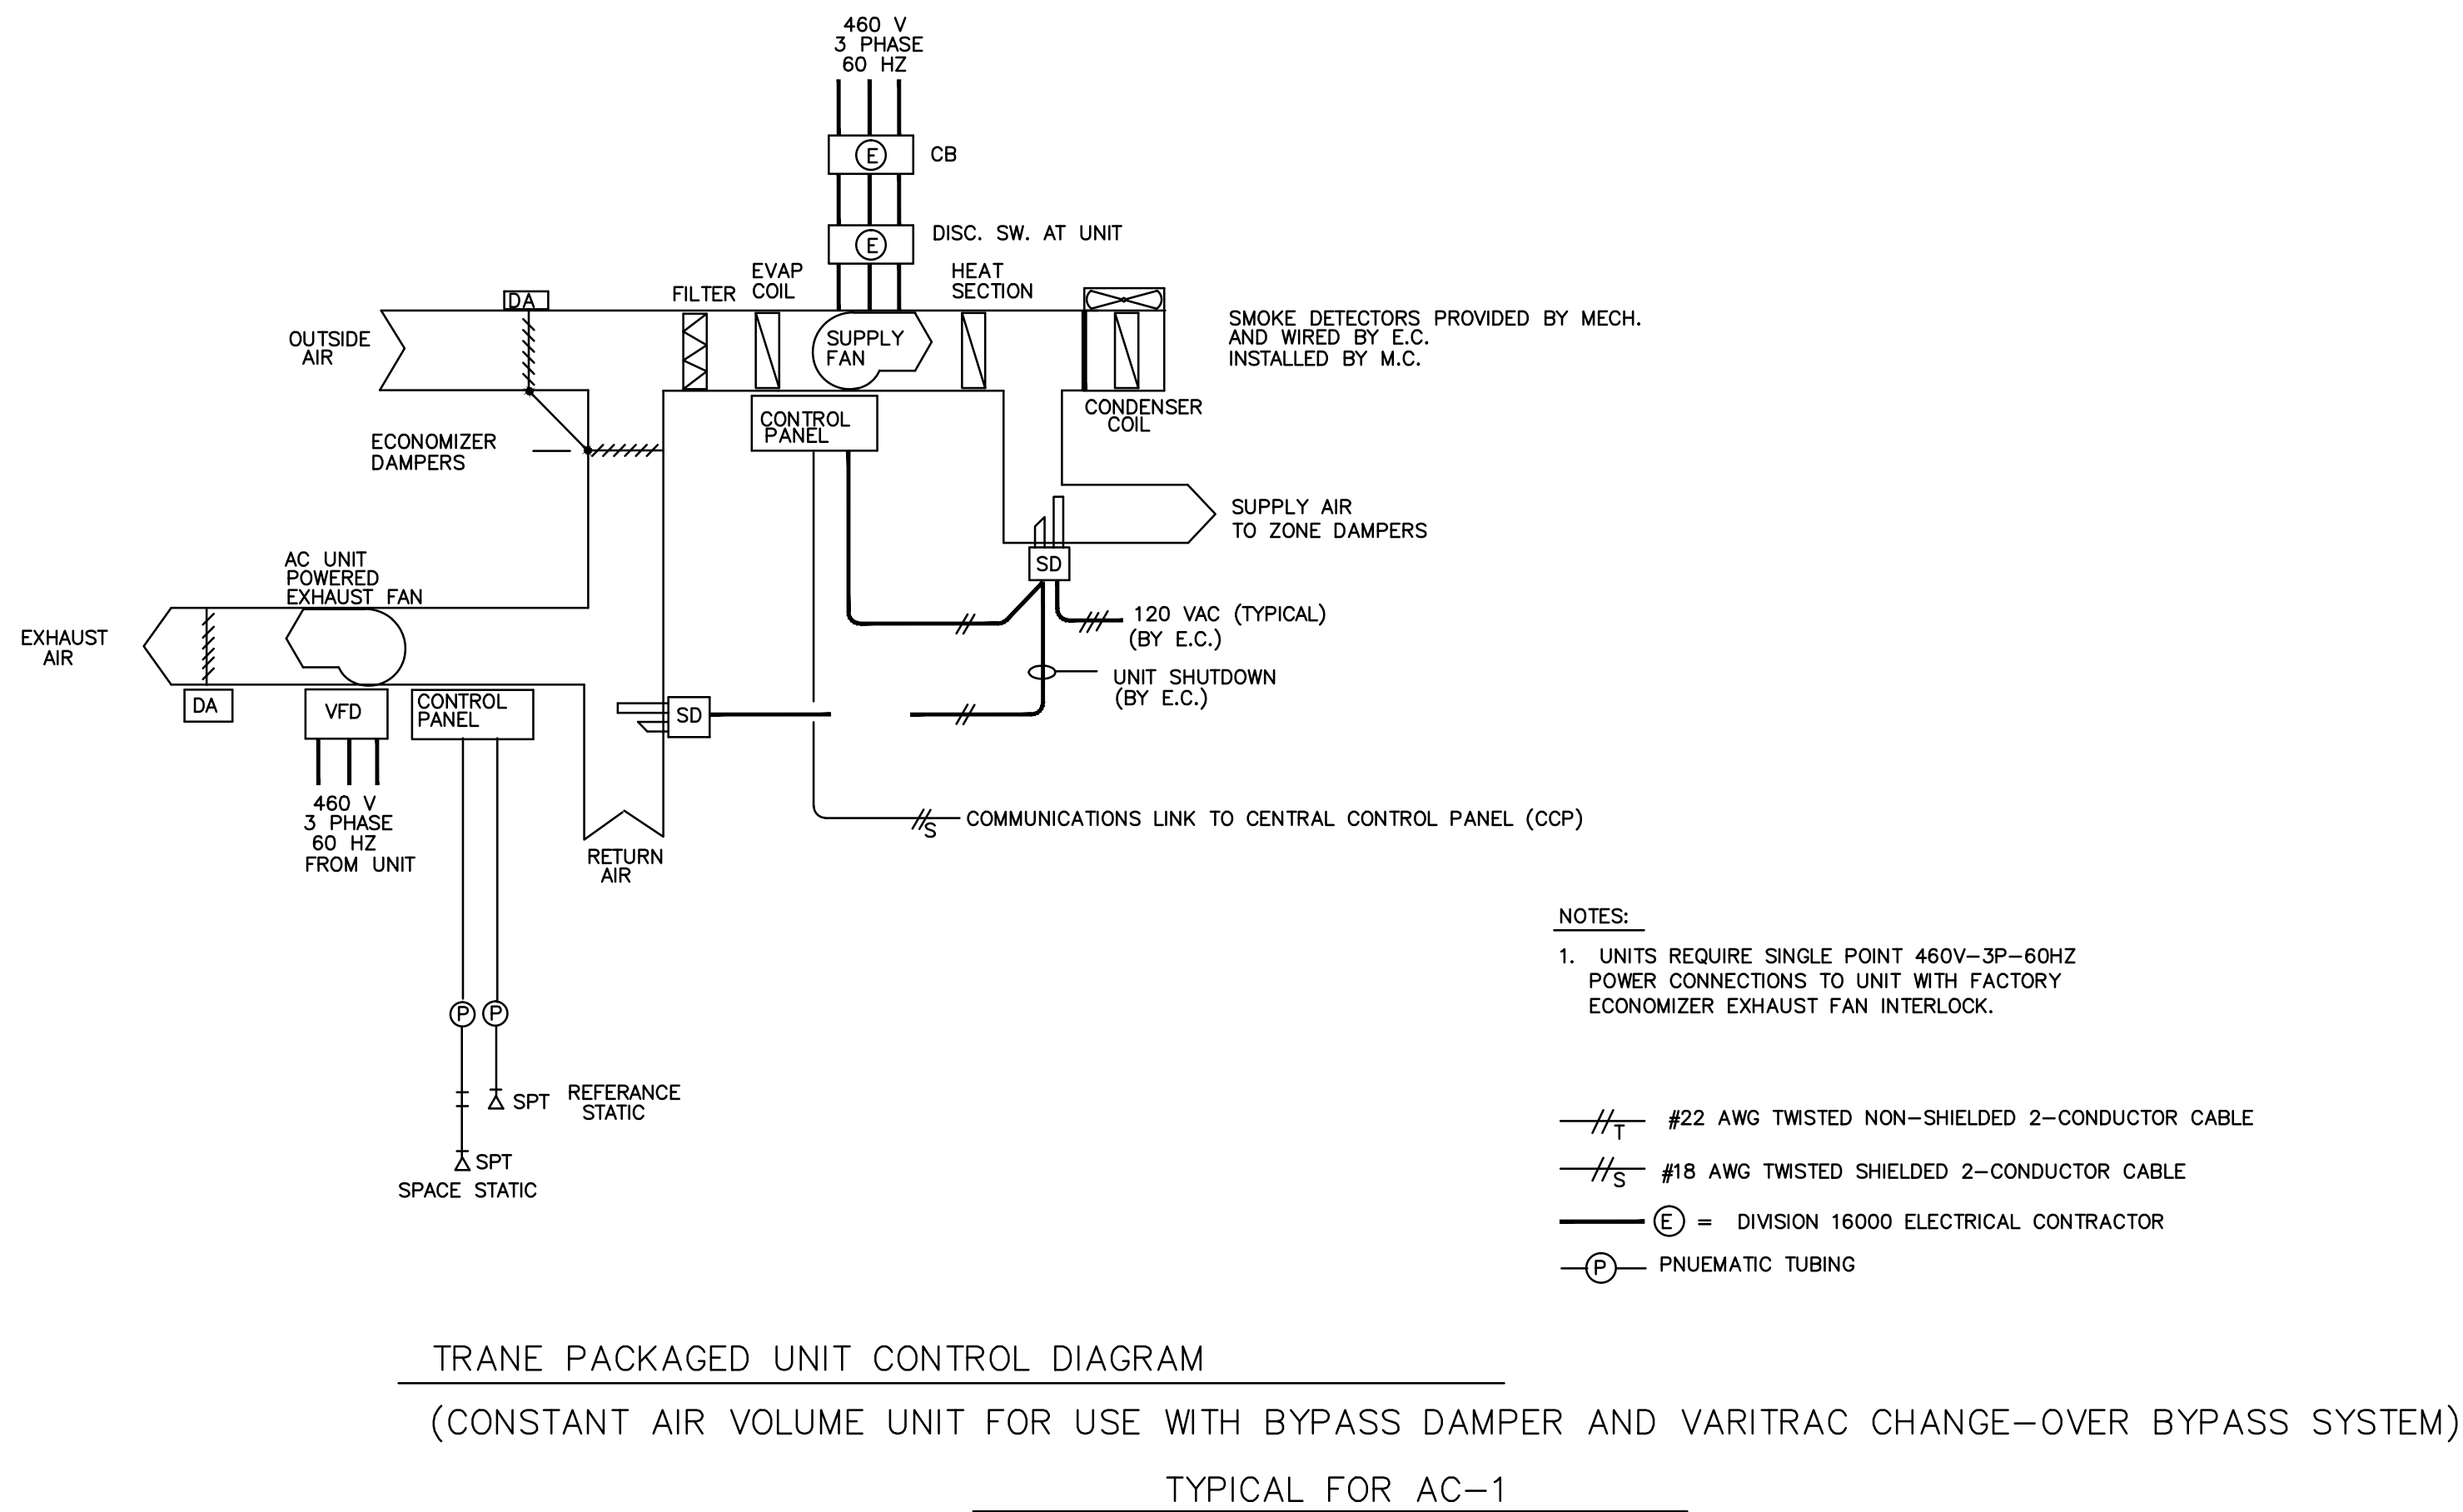 460 V
3 PHASE
60 HZ
E
CB
E
DISC. SW. AT UNIT
DA
FILTER
EVAP
COIL
HEAT
SECTION
OUTSIDE
AIR
SUPPLY
FAN
SMOKE DETECTORS PROVIDED BY MECH.
AND WIRED BY E.C.
INSTALLED BY M.C.
CONTROL
PANEL
CONDENSER
COIL
ECONOMIZER
DAMPERS
SUPPLY AIR
TO ZONE DAMPERS
SD
AC UNIT
POWERED
EXHAUST FAN
120 VAC (TYPICAL)
(BY E.C.)
EXHAUST
AIR
UNIT SHUTDOWN
(BY E.C.)
DA
VFD
CONTROL
PANEL
SD
460 V
3 PHASE
60 HZ
FROM UNIT
S
COMMUNICATIONS LINK TO CENTRAL CONTROL PANEL (CCP)
RETURN
AIR
NOTES:
1. UNITS REQUIRE SINGLE POINT 460V-3P-60HZ
POWER CONNECTIONS TO UNIT WITH FACTORY
ECONOMIZER EXHAUST FAN INTERLOCK.
P
P
SPT
REFERANCE
STATIC
SPT
SPACE STATIC
T
#22 AWG TWISTED NON-SHIELDED 2-CONDUCTOR CABLE
S
#18 AWG TWISTED SHIELDED 2-CONDUCTOR CABLE
E = DIVISION 16000 ELECTRICAL CONTRACTOR
P PNUEMATIC TUBING
TRANE PACKAGED UNIT CONTROL DIAGRAM
(CONSTANT AIR VOLUME UNIT FOR USE WITH BYPASS DAMPER AND VARITRAC CHANGE-OVER BYPASS SYSTEM)
TYPICAL FOR AC-1